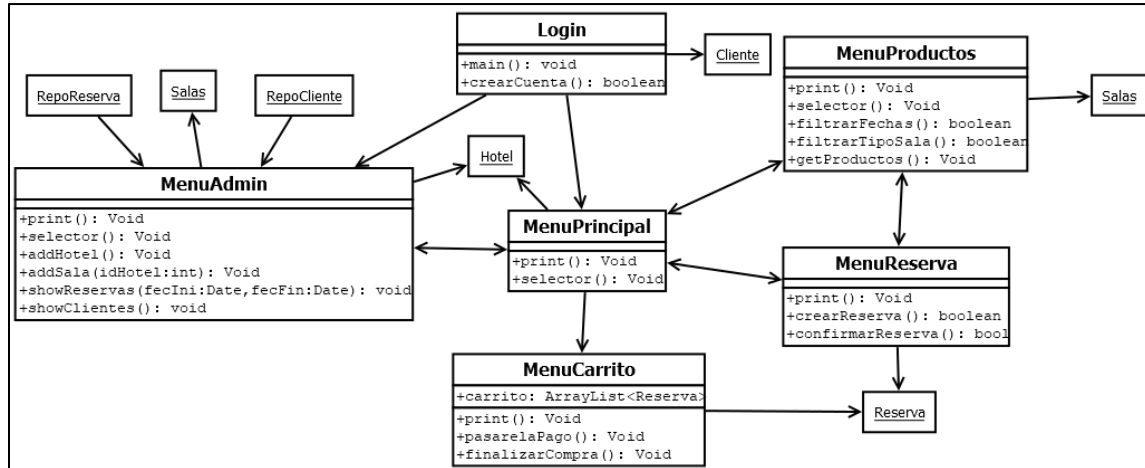 Login
+main(): void
+crearCuenta(): boolean
Cliente
MenuProductos
+print(): Void
+selector(): Void
+filtrarFechas(): boolean
+filtrarTipoSala(): boolean
+getProductos(): Void
Salas
RepoReserva
Salas
RepoCliente
Hotel
MenuAdmin
+print(): Void
+selector(): Void
+addHotel(): Void
+addSala(idHotel:int): Void
+showReservas(fecIni:Date,fecFin:Date): void
+showClientes(): void
MenuPrincipal
+print(): Void
+selector(): Void
MenuReserva
+print(): Void
+crearReserva(): boolean
+confirmarReserva(): bool
MenuCarrito
+carrito: ArrayList<Reserva>
+print(): Void
+pasarelaPago(): Void
+finalizarCompra(): Void
Reserva